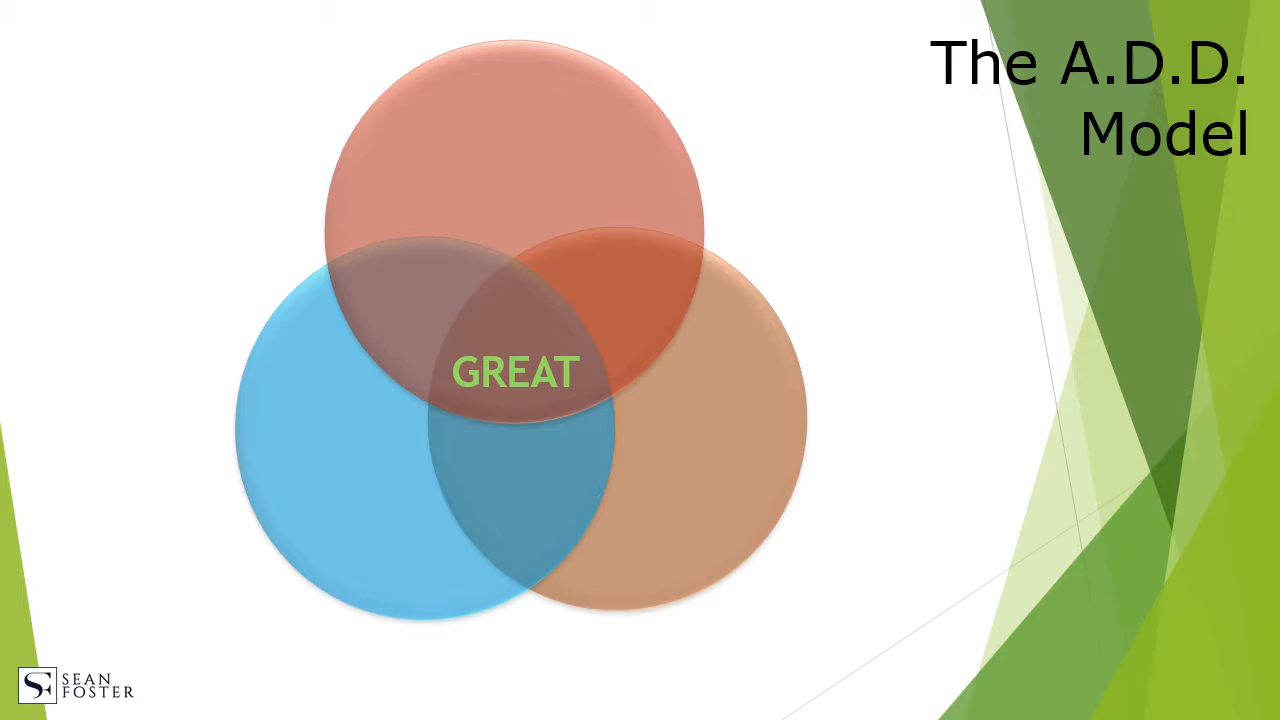 The A.D.D.
Model
GREAT
SEAN
FOSTER